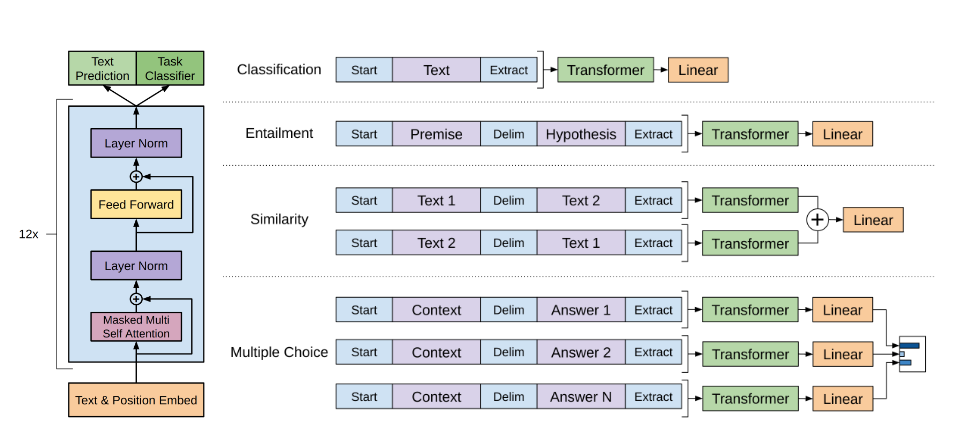 Text
Prediction
Task
Classifier
12x
Layer Norm
Feed Forward
Layer Norm
Masked Multi
Self Attention
Text & Position Embed
Classification
Start Text Extract Transformer Linear
Entailment
Start Premise Delim Hypothesis Extract Transformer Linear
Similarity
Start Text 1 Delim Text 2 Extract Transformer
Start Text 2 Delim Text 1 Extract Transformer
Linear
Multiple Choice
Start Context Delim Answer 1 Extract Transformer Linear
Start Context Delim Answer 2 Extract Transformer Linear
Start Context Delim Answer N Extract Transformer Linear